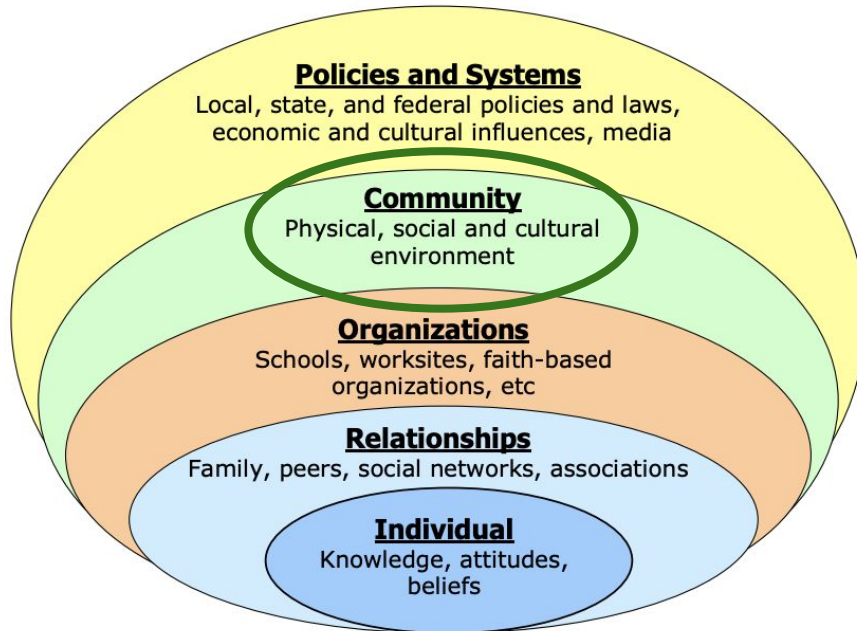 Policies and Systems
Local, state, and federal policies and laws,
economic and cultural influences, media
Community
Physical, social and cultural
environment
Organizations
Schools, worksites, faith-based
organizations, etc
Relationships
Family, peers, social networks, associations
Individual
Knowledge, attitudes,
beliefs